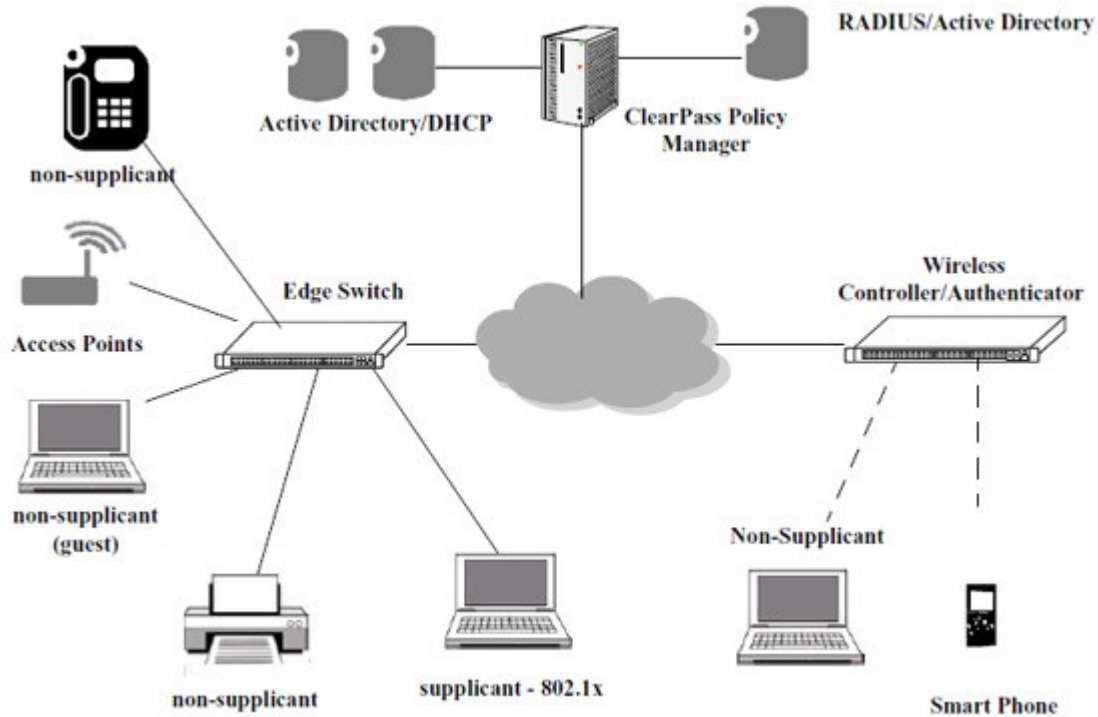 RADIUS/Active Directory
Active Directory/DHCP
ClearPass Policy
Manager
non-supplicant
Edge Switch
Wireless
Controller/Authenticator
Access Points
non-supplicant
(guest)
Non-Supplicant
non-supplicant
supplicant - 802.1x
Smart Phone